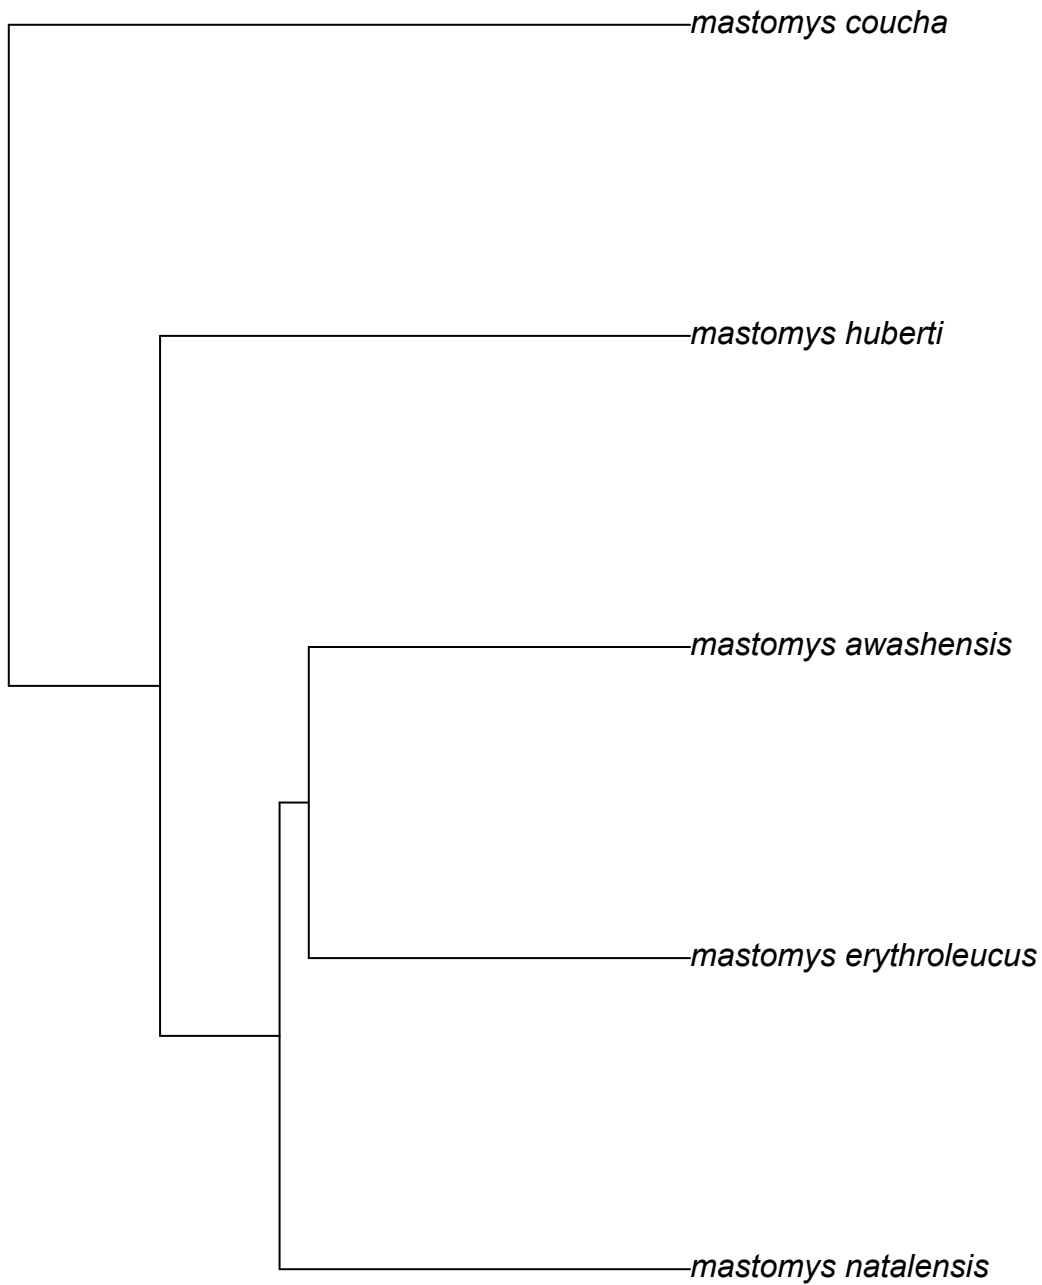 mastomys coucha
mastomys huberti
mastomys awashensis
mastomys erythroleucus
mastomys natalensis